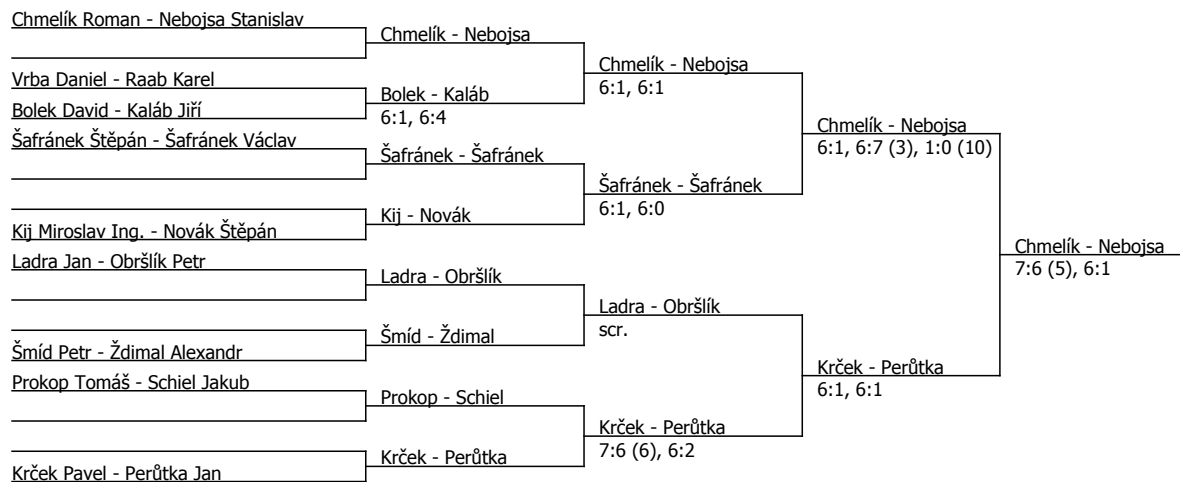 Chmelík Roman - Nebojsa Stanislav
Vrba Daniel - Raab Karel
Bolek David - Kaláb Jiří
Šafránek Štěpán - Šafránek Václav
Kij Miroslav Ing. - Novák Štěpán
Ladra Jan - Obršlík Petr
Šmíd Petr - Ždimal Alexandr
Prokop Tomáš - Schiel Jakub
Krček Pavel - Perůtka Jan
Chmelík - Nebojsa
Bolek - Kaláb
6:1, 6:4
Šafránek - Šafránek
Kij - Novák
Ladra - Obršlík
Šmíd - Ždimal
Prokop - Schiel
Krček - Perůtka
Chmelík - Nebojsa
6:1, 6:1
Šafránek - Šafránek
6:1, 6:0
Ladra - Obršlík
scr.
Krček - Perůtka
7:6 (6), 6:2
Chmelík - Nebojsa
6:1, 6:7 (3), 1:0 (10)
Krček - Perůtka
6:1, 6:1
Chmelík - Nebojsa
7:6 (5), 6:1